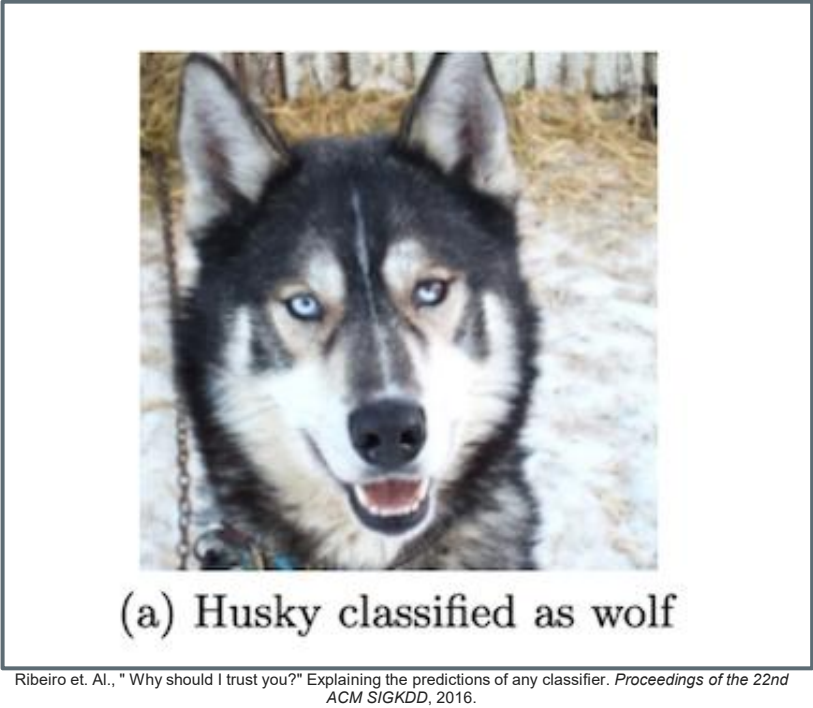 (a) Husky classified as wolf
Ribeiro et. Al., " Why should I trust you?" Explaining the predictions of any classifier. Proceedings of the 22nd
ACM SIGKDD, 2016.